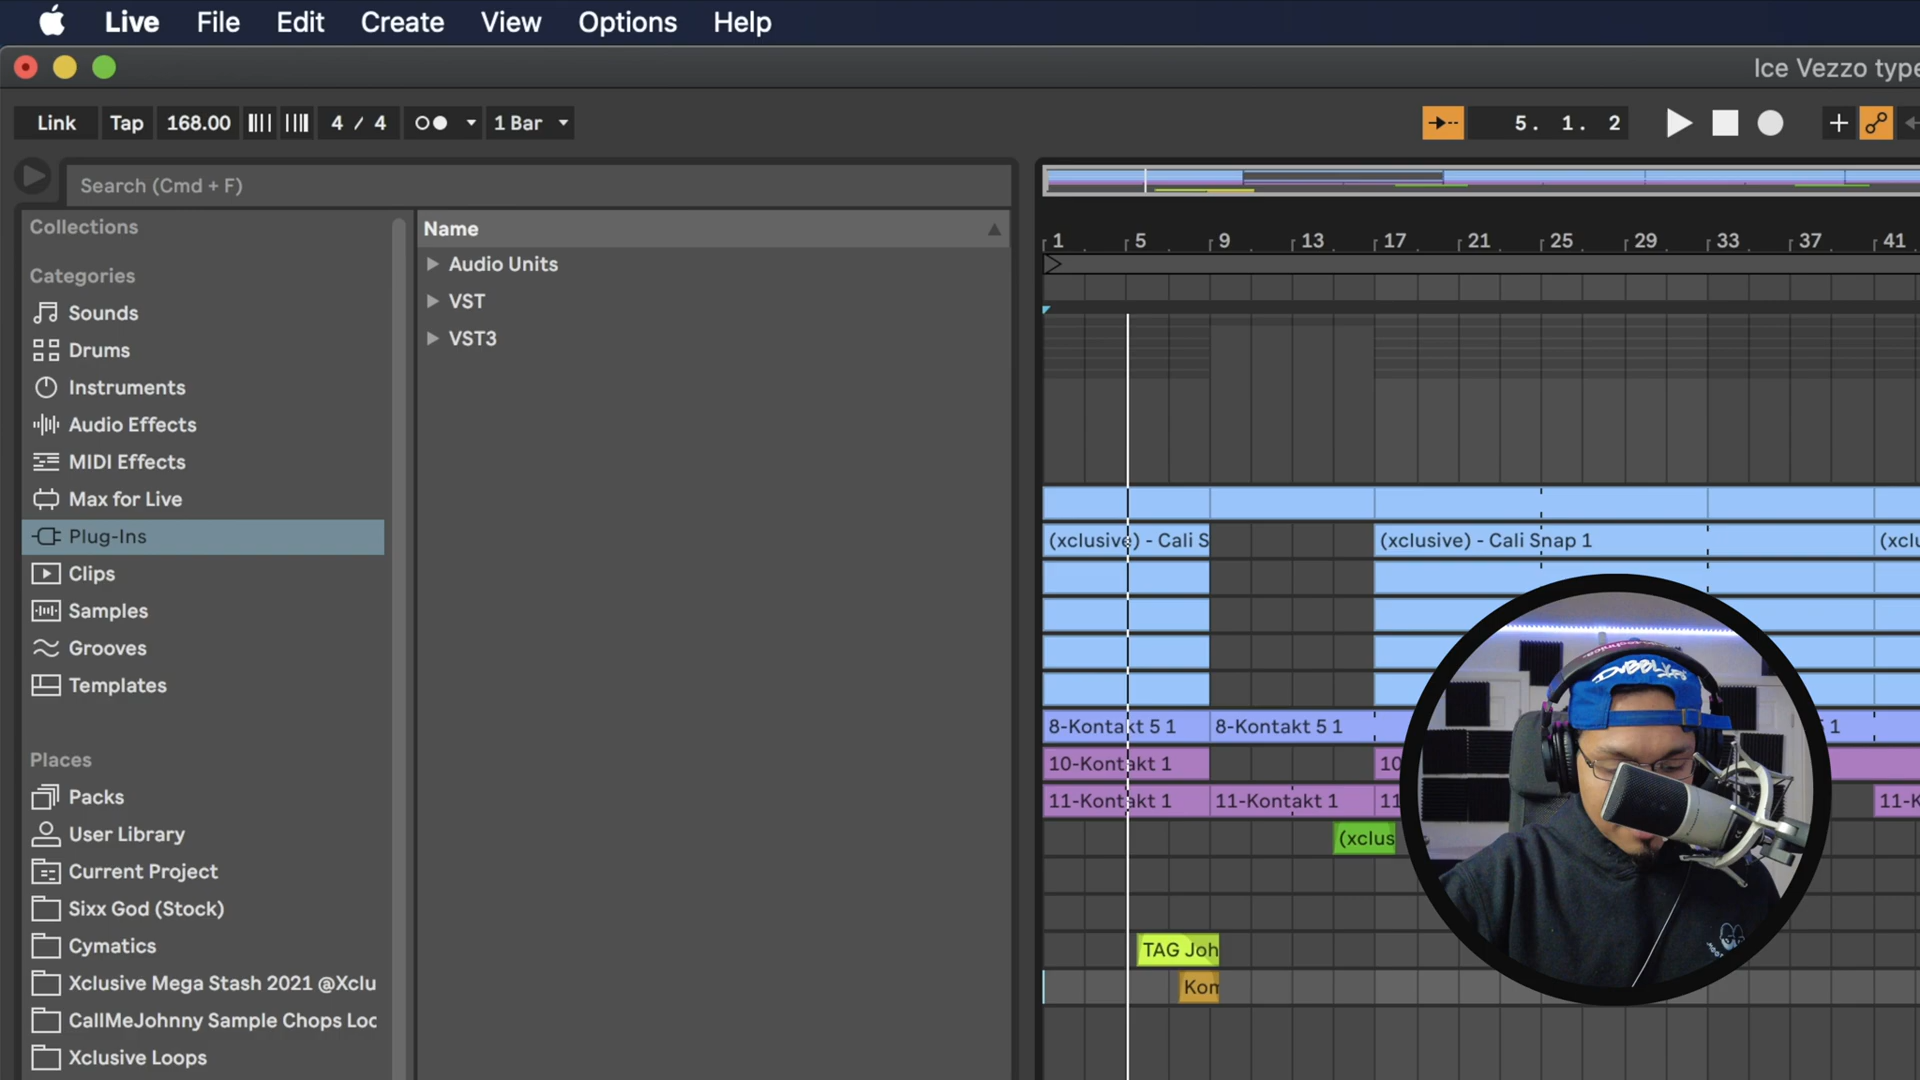 Live File Edit Create View Options Help
Ice Vezzo type
Link Tap 168.00 4 / 4 1 Bar 5. 1. 2
Search (Cmd + F)
Collections
Categories
Sounds
Drums
Instruments
Audio Effects
MIDI Effects
Max for Live
Plug-Ins
Clips
Samples
Grooves
Templates
Places
Packs
User Library
Current Project
Sixx God (Stock)
Cymatics
Xclusive Mega Stash 2021 @Xclu
CallMeJohnny Sample Chops Loc
Xclusive Loops
Name
Audio Units
VST
VST3
1 5 9 13 17 21 25 29 33 37 41
(xclusive) - Cali S (xclusive) - Cali Snap 1 (xclu
8-Kontakt 5 1 8-Kontakt 5 1 1
10-Kontakt 1 10
11-Kontakt 1 11-Kontakt 1 11 11-K
(xclus
TAG Joh
Kon
DVBBLY